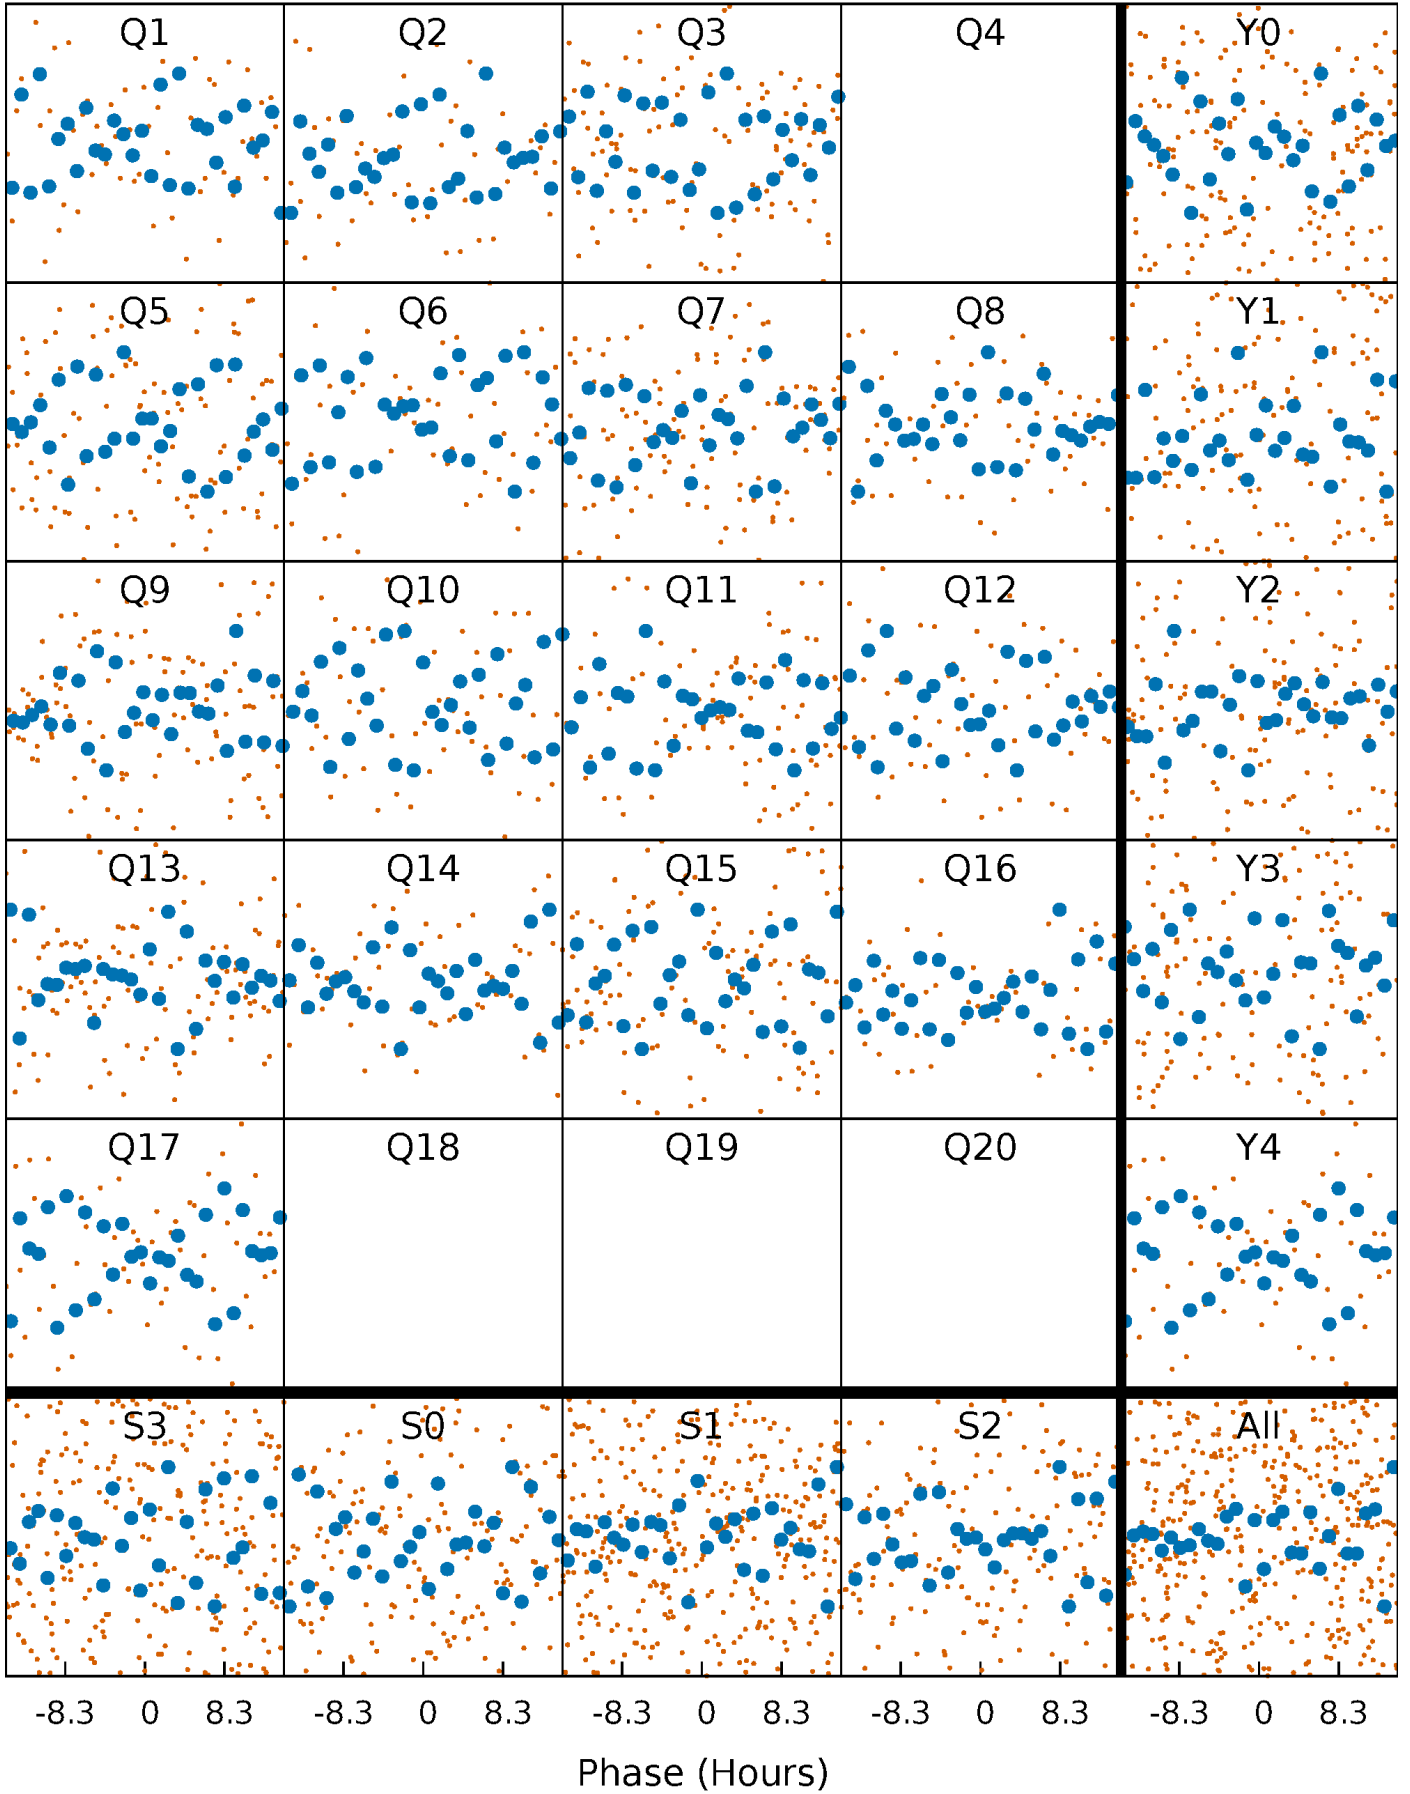 Q1 Q2 Q3 Q4 Y0
Q5 Q6 Q7 Q8 Y1
Q9 Q10 Q11 Q12 Y2
Q13 Q14 Q15 Q16 Y3
Q17 Q18 Q19 Q20 Y4
S3 S0 S1 S2 All
-8.3 0 8.3 -8.3 0 8.3 -8.3 0 8.3 -8.3 0 8.3 -8.3 0 8.3
Phase (Hours)